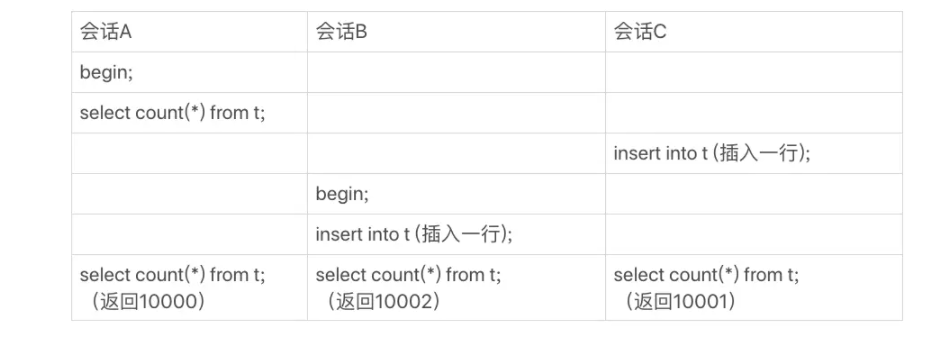 会话A 会话B 会话C
begin;
select count(*) from t;
insert into t (插入一行);
begin;
insert into t (插入一行);
select count(*) from t; select count(*) from t; select count(*) from t;
（返回10000） （返回10002） （返回10001）